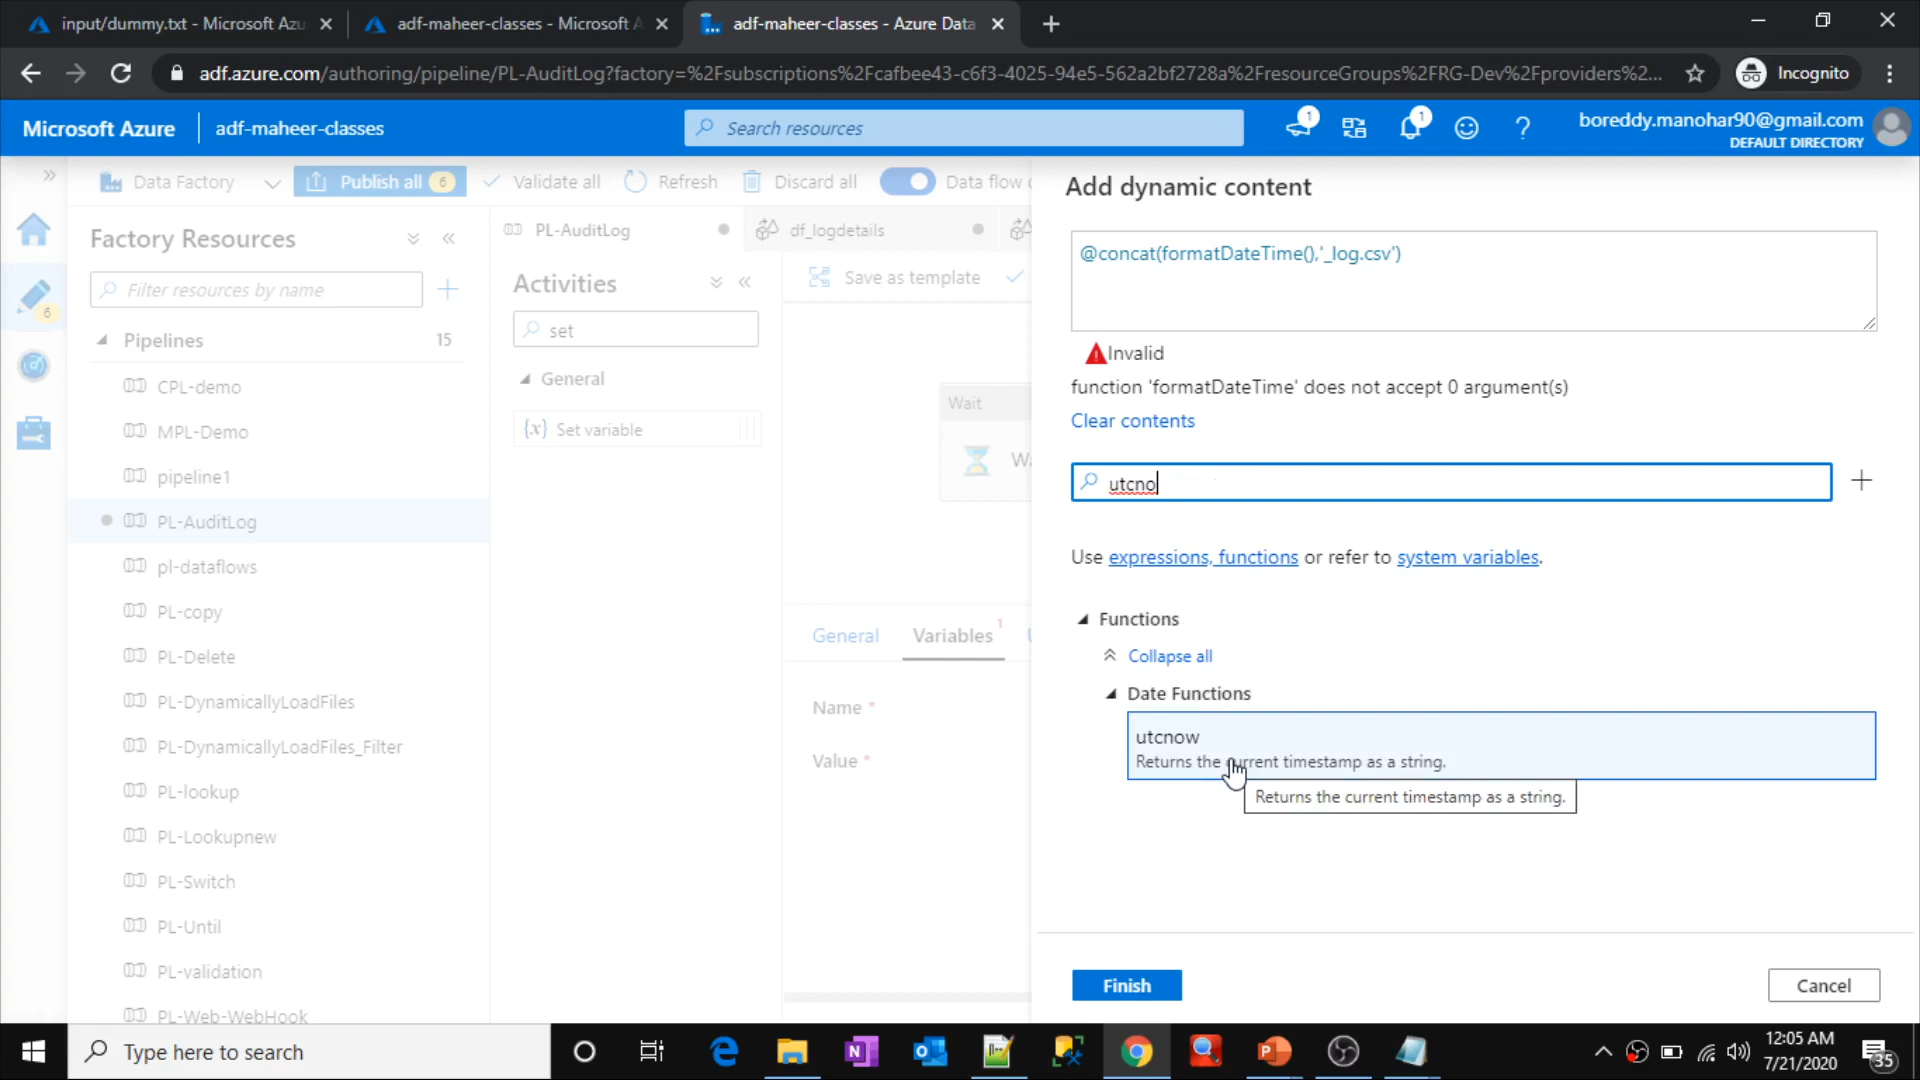 input/dummy.txt - Microsoft Azu
adf-maheer-classes - Microsoft A
adf-maheer-classes - Azure Data
adf.azure.com/authoring/pipeline/PL-AuditLog?factory=%2Fsubscriptions%2Fcafbee43-c6f3-4025-94e5-562a2bf2728a%2FresourceGroups%2FRG-Dev%2Fproviders%2...
Incognito
Microsoft Azure
adf-maheer-classes
Search resources
1
1
boreddy.manohar90@gmail.com
DEFAULT DIRECTORY
Data Factory
Publish all 6
Validate all
Refresh
Discard all
Data flow
Factory Resources
Filter resources by name
6
Pipelines 15
CPL-demo
MPL-Demo
pipeline1
PL-AuditLog
pl-dataflows
PL-copy
PL-Delete
PL-DynamicallyLoadFiles
PL-DynamicallyLoadFiles_Filter
PL-lookup
PL-Lookupnew
PL-Switch
PL-Until
PL-validation
PL-Web-WebHook
PL-AuditLog
df_logdetails
Activities
set
General
{x} Set variable
Save as template
Wait
Wa
General
Variables 1
Name *
Value *
Add dynamic content
@concat(formatDateTime(),'_log.csv')
Invalid
function 'formatDateTime' does not accept 0 argument(s)
Clear contents
utcno
Use expressions, functions or refer to system variables.
Functions
Collapse all
Date Functions
utcnow
Returns the current timestamp as a string.
Returns the current timestamp as a string.
Finish
Cancel
Type here to search
12:05 AM
7/21/2020
35